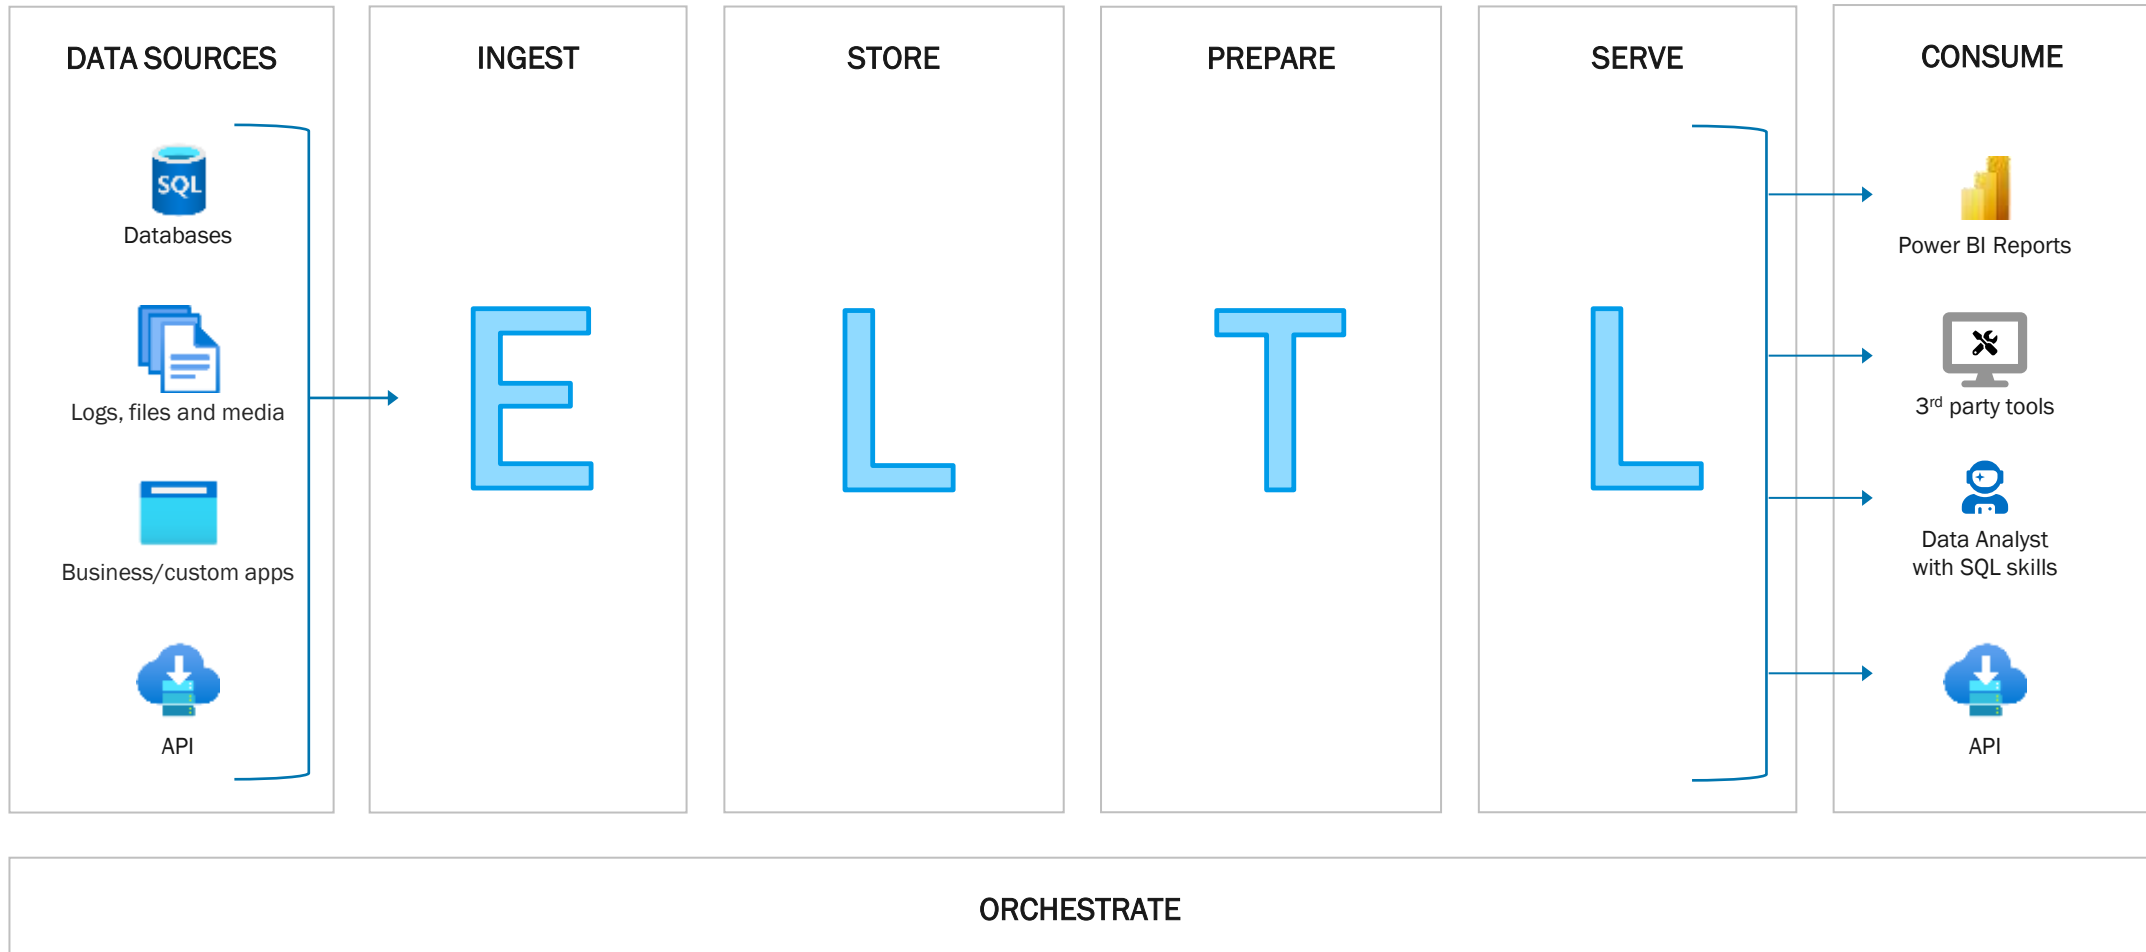 DATA SOURCES
INGEST
STORE
PREPARE
SERVE
CONSUME
SQL
Databases
Logs, files and media
Business/custom apps
API
E
L
T
L
Power BI Reports
3rd party tools
Data Analyst
with SQL skills
API
ORCHESTRATE